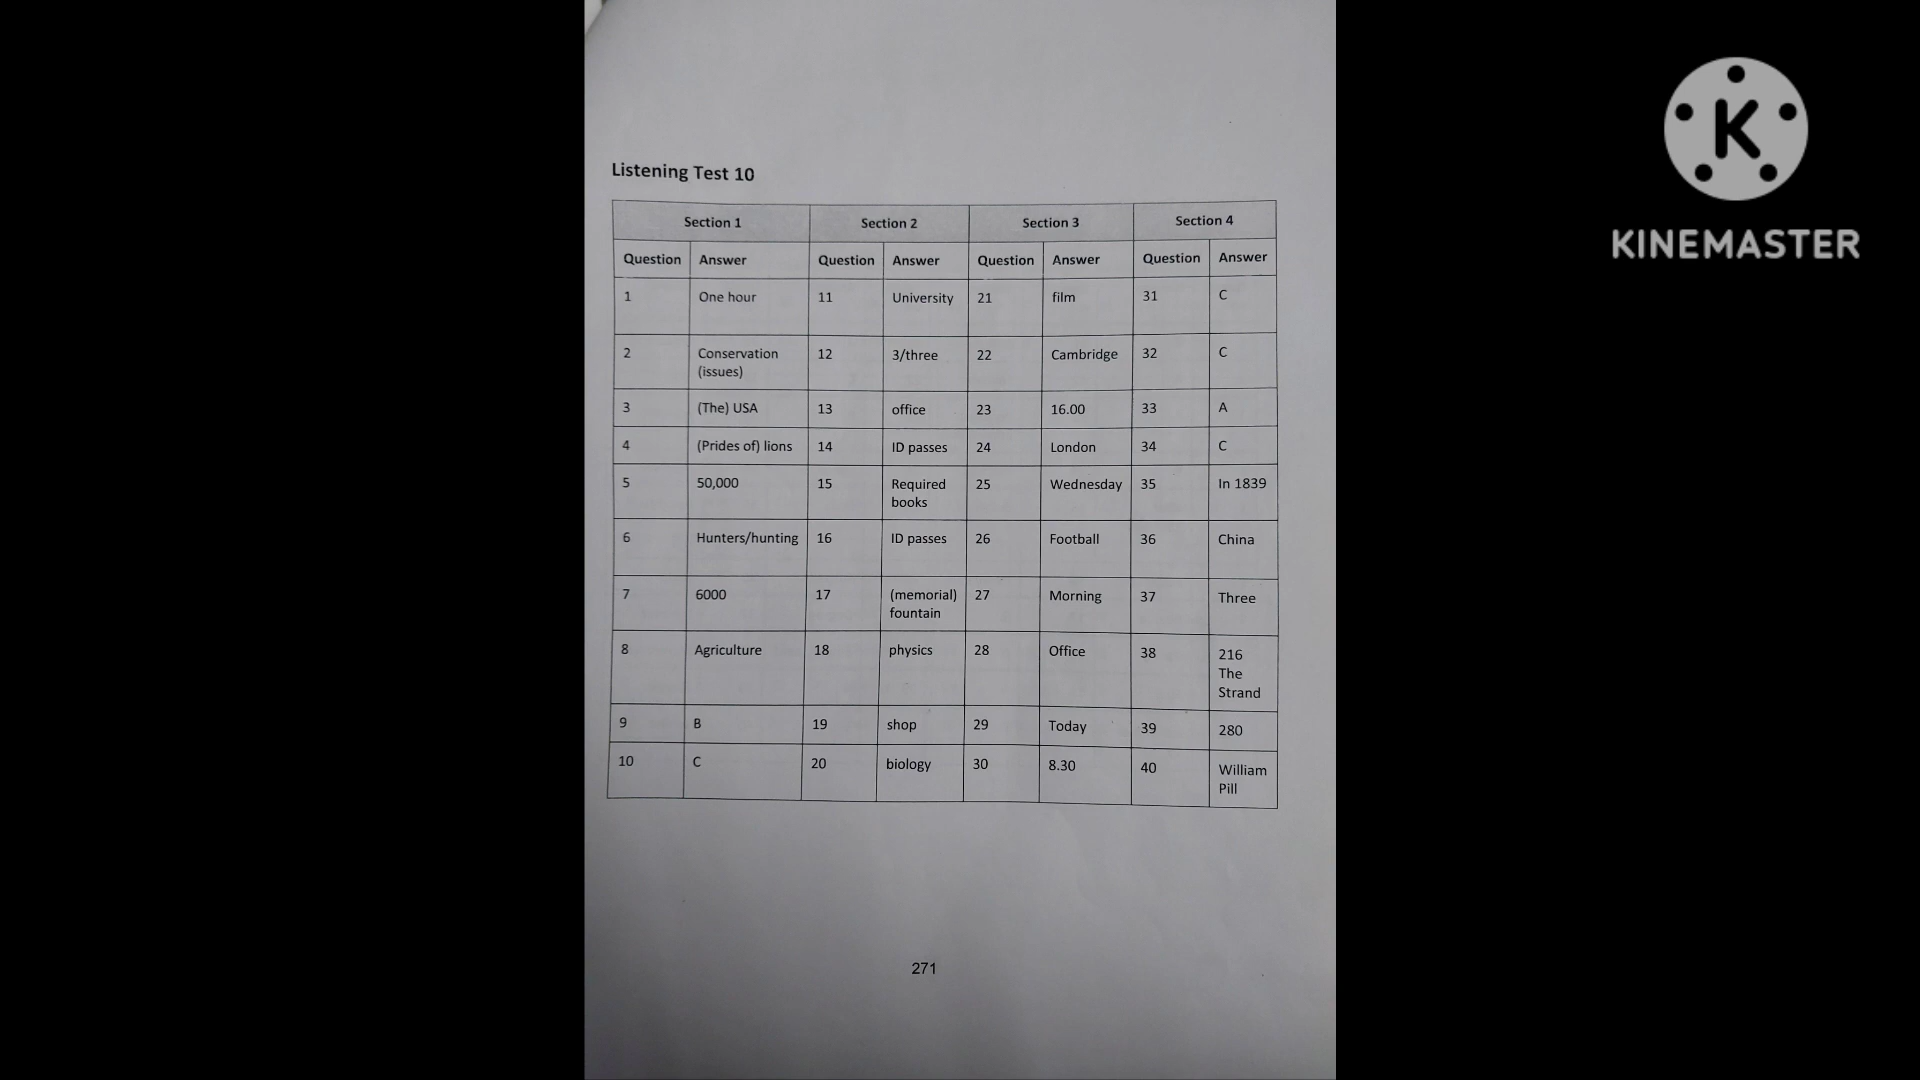 Listening Test 10
Section 1 Section 2 Section 3 Section 4
Question Answer Question Answer Question Answer Question Answer
1 One hour 11 University 21 film 31 C
2 Conservation (issues) 12 3/three 22 Cambridge 32 C
3 (The) USA 13 office 23 16.00 33 A
4 (Prides of) lions 14 ID passes 24 London 34 C
5 50,000 15 Required books 25 Wednesday 35 In 1839
6 Hunters/hunting 16 ID passes 26 Football 36 China
7 6000 17 (memorial) fountain 27 Morning 37 Three
8 Agriculture 18 physics 28 Office 38 216 The Strand
9 B 19 shop 29 Today 39 280
10 C 20 biology 30 8.30 40 William Pill
271
K
KINEMASTER